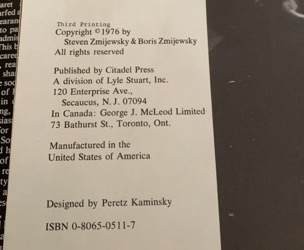 Third Printing
Copyright © 1976 by
Steven Zmijewsky & Boris Zmijewsky
All rights reserved
Published by Citadel Press
A division of Lyle Stuart, Inc.
120 Enterprise Ave.,
Secaucus, N. J. 07094
In Canada: George J. McLeod Limited
73 Bathurst St., Toronto, Ont.
Manufactured in the
United States of America
Designed by Peretz Kaminsky
ISBN 0-8065-0511-7